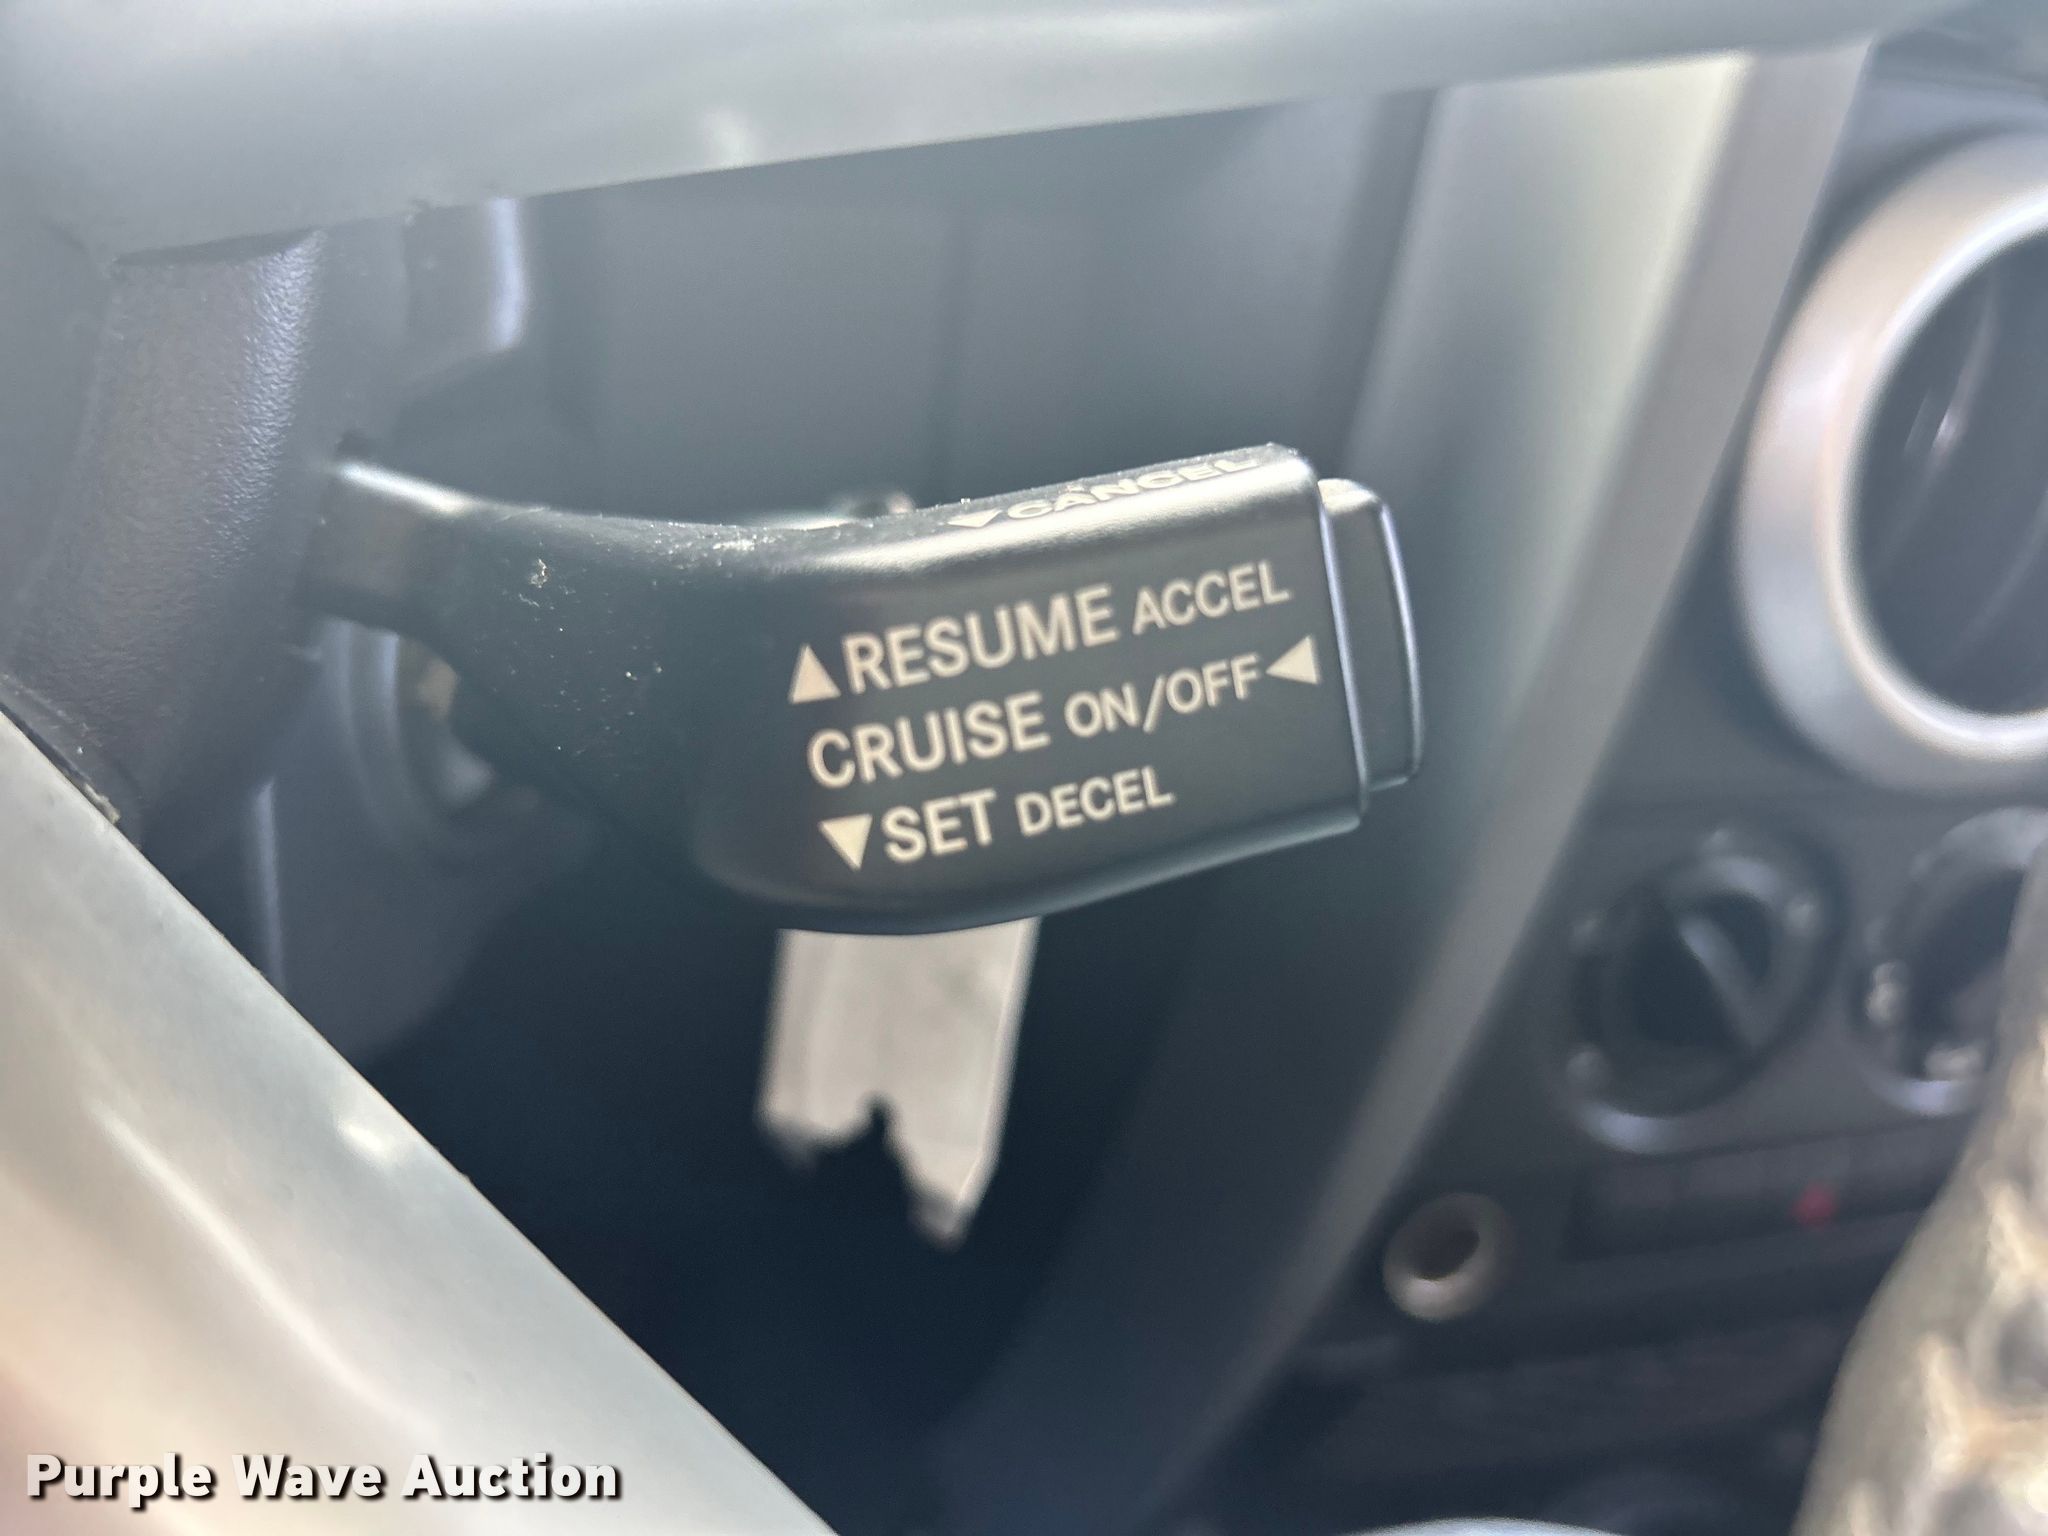 ▼CANCEL
▲RESUME ACCEL
CRUISE ON/OFF◄
▼SET DECEL
Purple Wave Auction